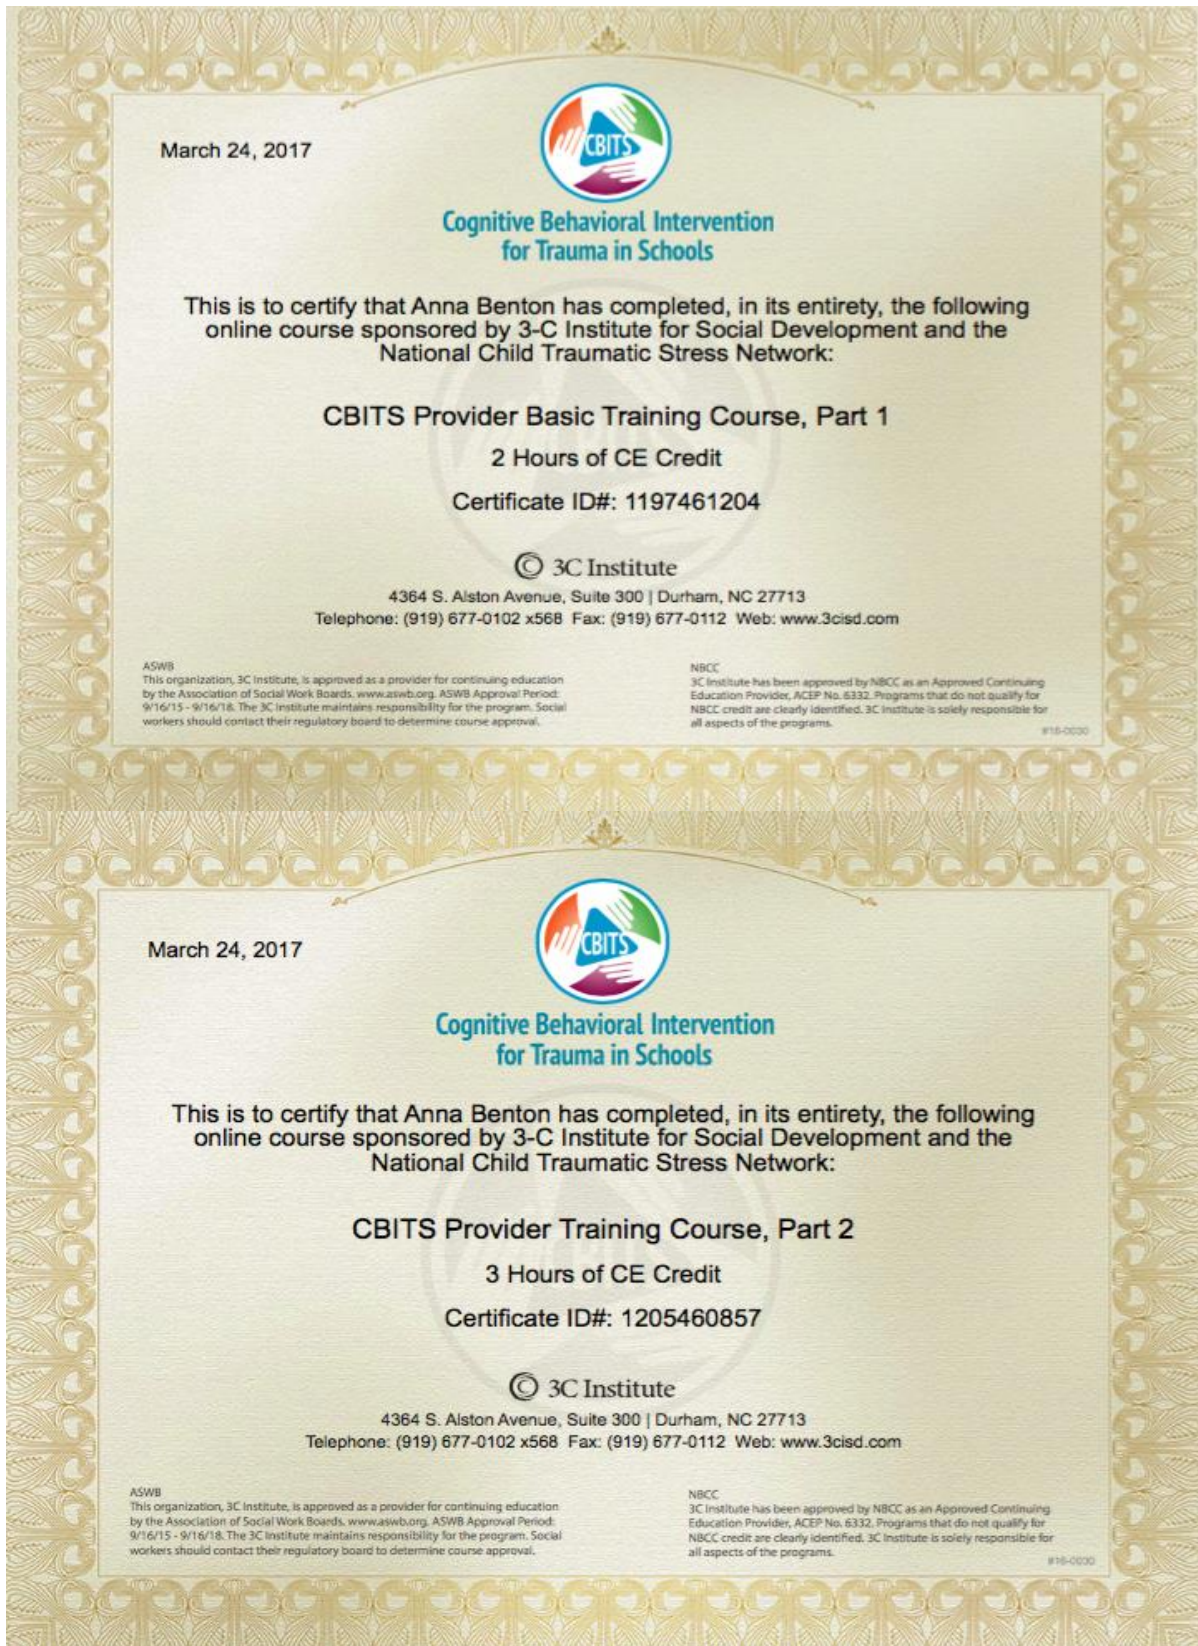 March 24, 2017
CBITS
Cognitive Behavioral Intervention
for Trauma in Schools
This is to certify that Anna Benton has completed, in its entirety, the following
online course sponsored by 3-C Institute for Social Development and the
National Child Traumatic Stress Network:
CBITS Provider Basic Training Course, Part 1
2 Hours of CE Credit
Certificate ID#: 1197461204
© 3C Institute
4364 S. Alston Avenue, Suite 300 | Durham, NC 27713
Telephone: (919) 677-0102 x568 Fax: (919) 677-0112 Web: www.3cisd.com
ASWB
This organization, 3C Institute, is approved as a provider for continuing education
by the Association of Social Work Boards. www.aswb.org. ASWB Approval Period:
9/16/15 - 9/16/18. The 3C Institute maintains responsibility for the program. Social
workers should contact their regulatory board to determine course approval.
NBCC
3C Institute has been approved by NBCC as an Approved Continuing
Education Provider, ACEP No. 6332. Programs that do not qualify for
NBCC credit are clearly identified. 3C Institute is solely responsible for
all aspects of the programs.
#16-0030
March 24, 2017
CBITS
Cognitive Behavioral Intervention
for Trauma in Schools
This is to certify that Anna Benton has completed, in its entirety, the following
online course sponsored by 3-C Institute for Social Development and the
National Child Traumatic Stress Network:
CBITS Provider Training Course, Part 2
3 Hours of CE Credit
Certificate ID#: 1205460857
© 3C Institute
4364 S. Alston Avenue, Suite 300 | Durham, NC 27713
Telephone: (919) 677-0102 x568 Fax: (919) 677-0112 Web: www.3cisd.com
ASWB
This organization, 3C Institute, is approved as a provider for continuing education
by the Association of Social Work Boards. www.aswb.org. ASWB Approval Period:
9/16/15 - 9/16/18. The 3C Institute maintains responsibility for the program. Social
workers should contact their regulatory board to determine course approval.
NBCC
3C Institute has been approved by NBCC as an Approved Continuing
Education Provider, ACEP No. 6332. Programs that do not qualify for
NBCC credit are clearly identified. 3C Institute is solely responsible for
all aspects of the programs.
#16-0030